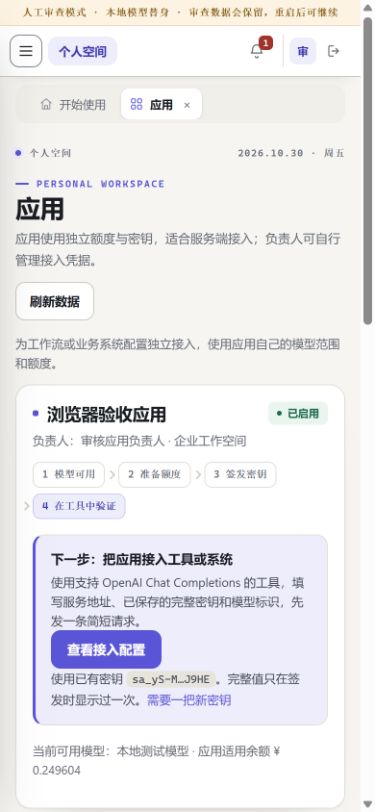 人工审查模式 · 本地模型替身 · 审查数据会保留，重启后可继续
个人空间
1
审
开始使用
应用 ×
个人空间 2026.10.30 · 周五
PERSONAL WORKSPACE
应用
应用使用独立额度与密钥，适合服务端接入；负责人可自行
管理接入凭据。
刷新数据
为工作流或业务系统配置独立接入，使用应用自己的模型范围
和额度。
浏览器验收应用 已启用
负责人：审核应用负责人 · 企业工作空间
1 模型可用 2 准备额度 3 签发密钥
4 在工具中验证
下一步：把应用接入工具或系统
使用支持 OpenAI Chat Completions 的工具，填
写服务地址、已保存的完整密钥和模型标识，先
发一条简短请求。
查看接入配置
使用已有密钥 sa_yS-M…J9HE。完整值只在签
发时显示过一次。需要一把新密钥
当前可用模型：本地测试模型 · 应用适用余额 ¥
0.249604